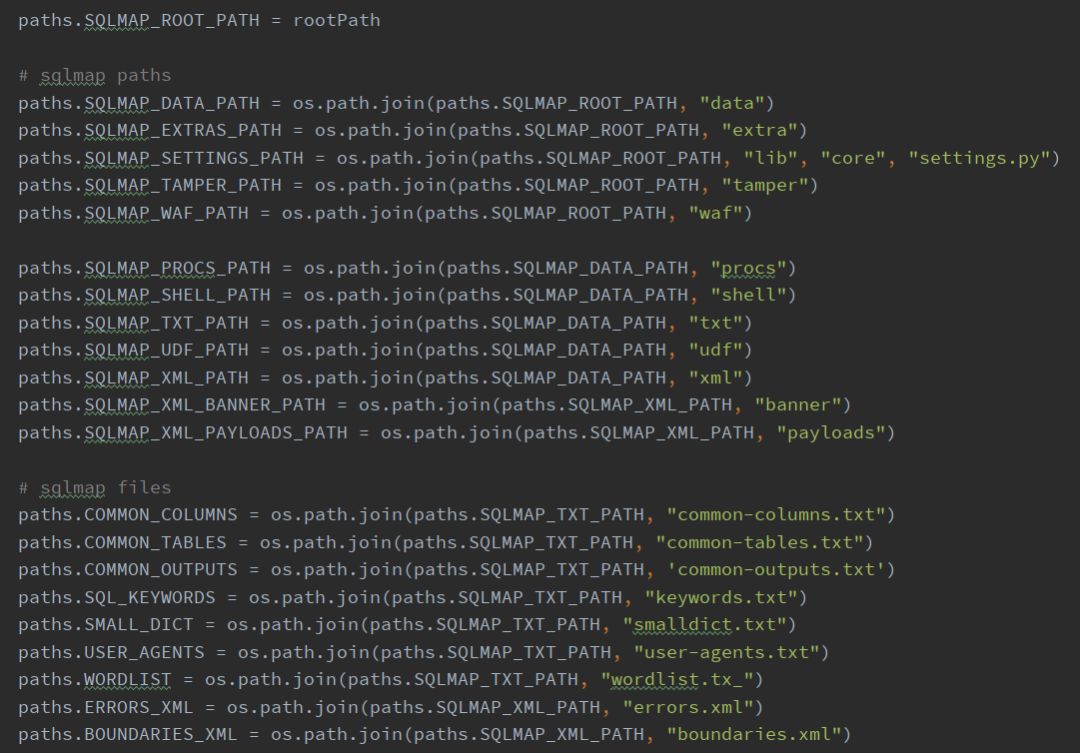 paths.SQLMAP_ROOT_PATH = rootPath
# sqlmap paths
paths.SQLMAP_DATA_PATH = os.path.join(paths.SQLMAP_ROOT_PATH, "data")
paths.SQLMAP_EXTRAS_PATH = os.path.join(paths.SQLMAP_ROOT_PATH, "extra")
paths.SQLMAP_SETTINGS_PATH = os.path.join(paths.SQLMAP_ROOT_PATH, "lib", "core", "settings.py")
paths.SQLMAP_TAMPER_PATH = os.path.join(paths.SQLMAP_ROOT_PATH, "tamper")
paths.SQLMAP_WAF_PATH = os.path.join(paths.SQLMAP_ROOT_PATH, "waf")
paths.SQLMAP_PROCS_PATH = os.path.join(paths.SQLMAP_DATA_PATH, "procs")
paths.SQLMAP_SHELL_PATH = os.path.join(paths.SQLMAP_DATA_PATH, "shell")
paths.SQLMAP_TXT_PATH = os.path.join(paths.SQLMAP_DATA_PATH, "txt")
paths.SQLMAP_UDF_PATH = os.path.join(paths.SQLMAP_DATA_PATH, "udf")
paths.SQLMAP_XML_PATH = os.path.join(paths.SQLMAP_DATA_PATH, "xml")
paths.SQLMAP_XML_BANNER_PATH = os.path.join(paths.SQLMAP_XML_PATH, "banner")
paths.SQLMAP_XML_PAYLOADS_PATH = os.path.join(paths.SQLMAP_XML_PATH, "payloads")
# sqlmap files
paths.COMMON_COLUMNS = os.path.join(paths.SQLMAP_TXT_PATH, "common-columns.txt")
paths.COMMON_TABLES = os.path.join(paths.SQLMAP_TXT_PATH, "common-tables.txt")
paths.COMMON_OUTPUTS = os.path.join(paths.SQLMAP_TXT_PATH, 'common-outputs.txt')
paths.SQL_KEYWORDS = os.path.join(paths.SQLMAP_TXT_PATH, "keywords.txt")
paths.SMALL_DICT = os.path.join(paths.SQLMAP_TXT_PATH, "smalldict.txt")
paths.USER_AGENTS = os.path.join(paths.SQLMAP_TXT_PATH, "user-agents.txt")
paths.WORDLIST = os.path.join(paths.SQLMAP_TXT_PATH, "wordlist.tx_")
paths.ERRORS_XML = os.path.join(paths.SQLMAP_XML_PATH, "errors.xml")
paths.BOUNDARIES_XML = os.path.join(paths.SQLMAP_XML_PATH, "boundaries.xml")